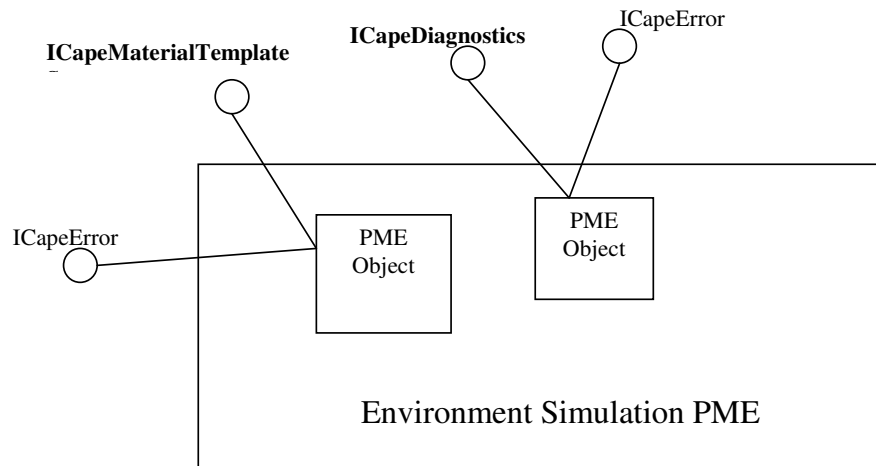 ICapeError
ICapeDiagnostics
ICapeMaterialTemplate
ICapeError
PME
Object
PME
Object
Environment Simulation PME